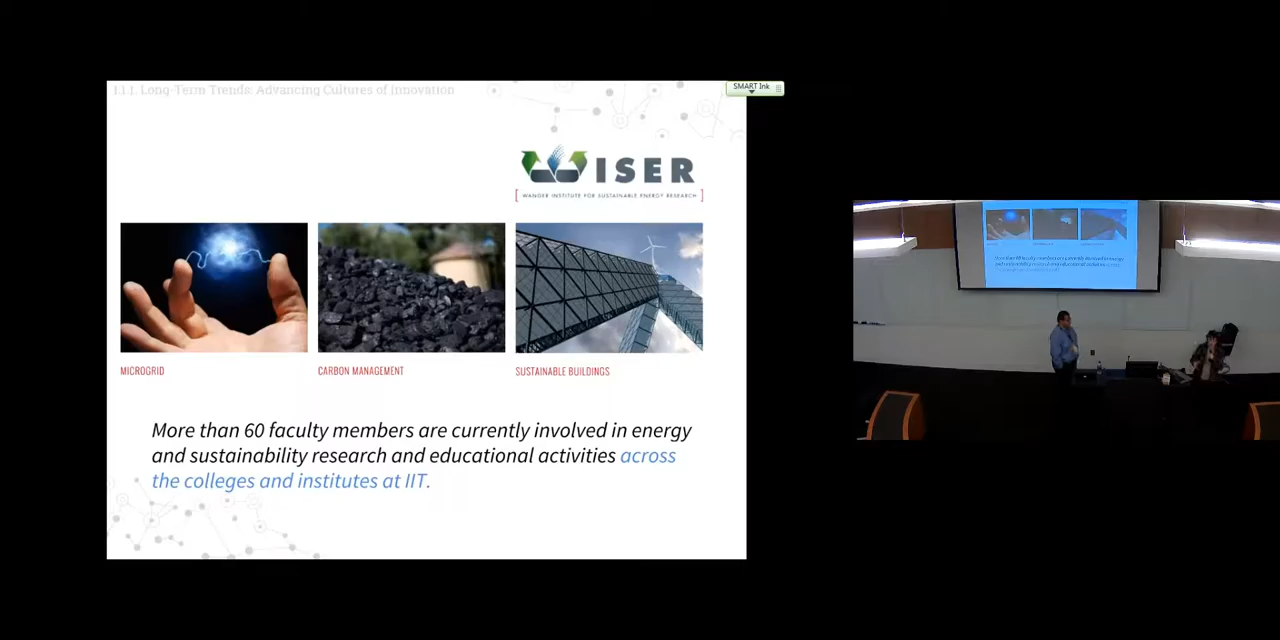 1.1.1. Long-Term Trends: Advancing Cultures of Innovation
SMART Ink
WISER
[ WANGER INSTITUTE FOR SUSTAINABLE ENERGY RESEARCH ]
MICROGRID
CARBON MANAGEMENT
SUSTAINABLE BUILDINGS
More than 60 faculty members are currently involved in energy
and sustainability research and educational activities across
the colleges and institutes at IIT.